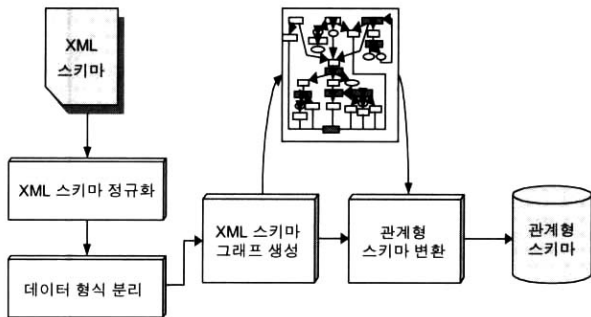 XML
스키마
XML 스키마 정규화
데이터 형식 분리
XML 스키마
그래프 생성
관계형
스키마 변환
관계형
스키마